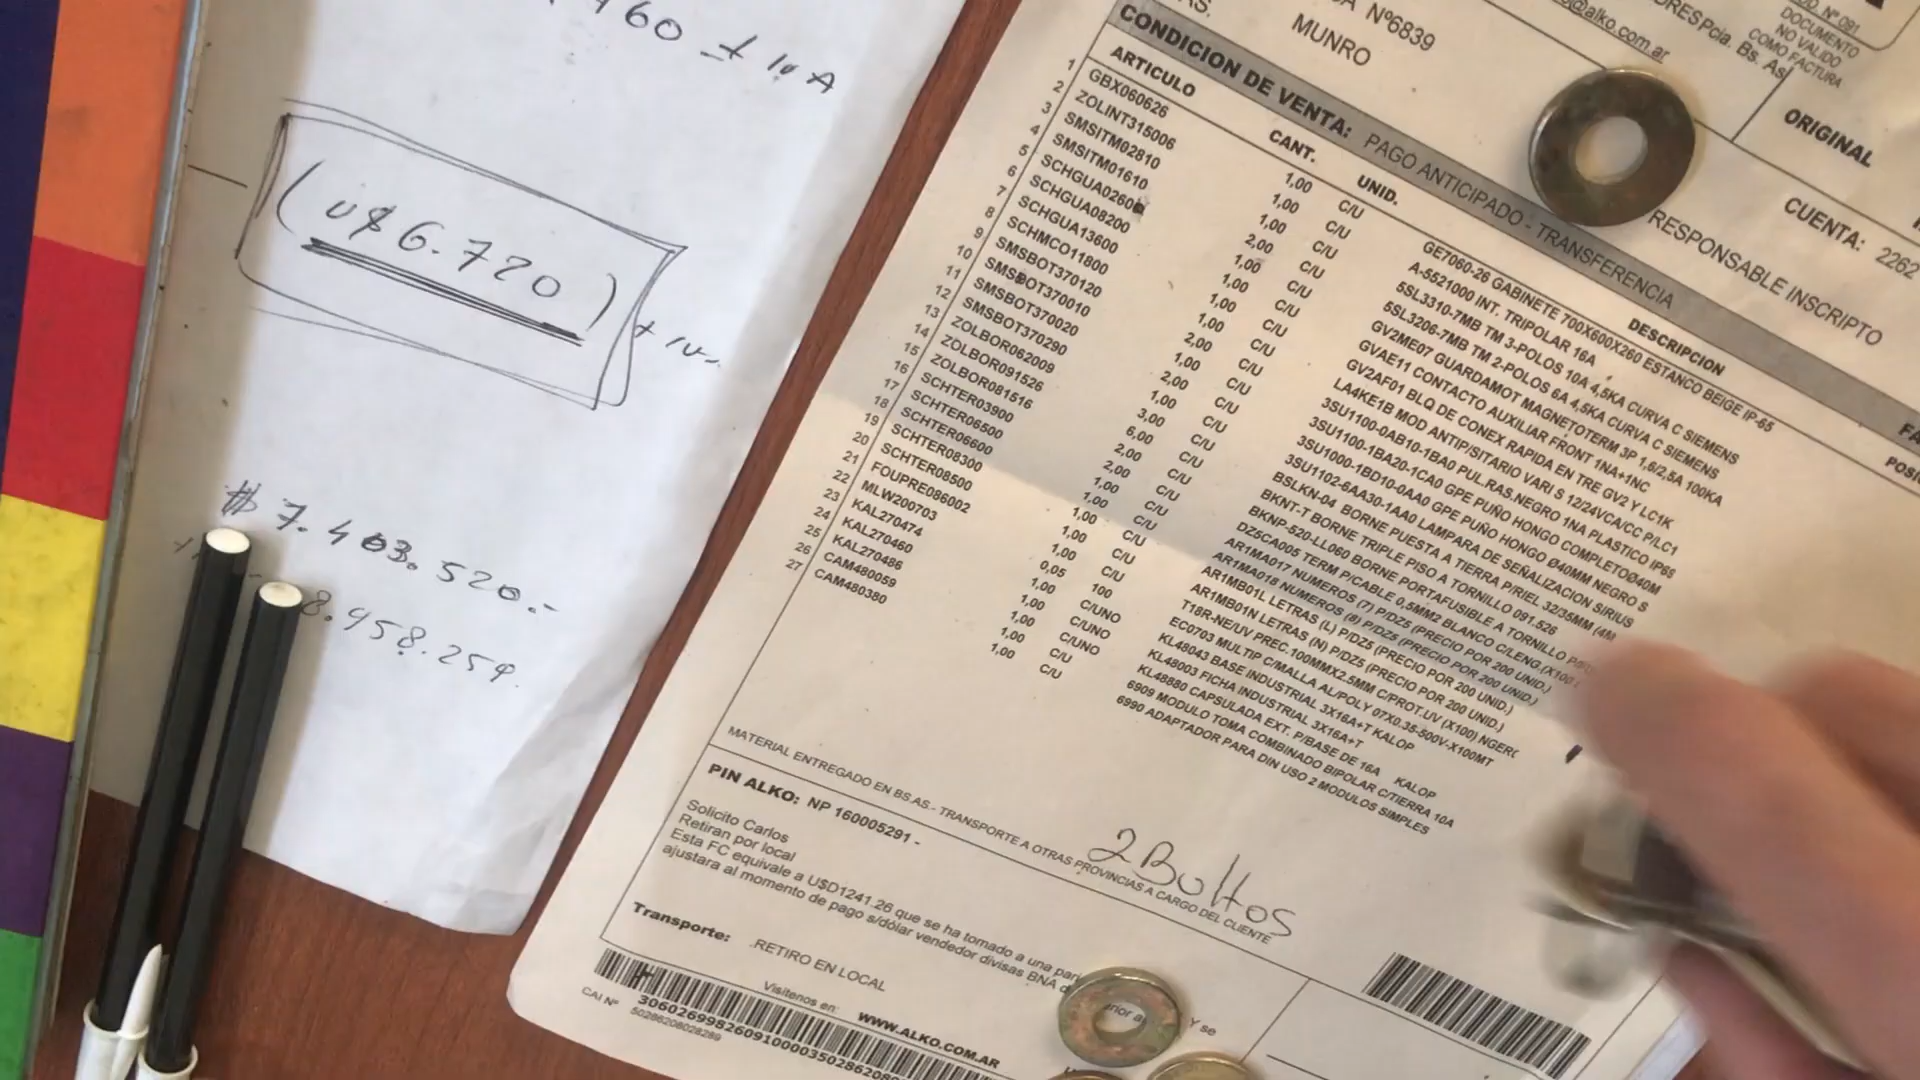 460 + IVA
(U$ 6.720)
+ IV
$ 7.403.520.-
8.958.259.
Nº6839
MUNRO
@alko.com.ar
Pcia. Bs. As.
Nº 091
DOCUMENTO
NO VALIDO
COMO FACTURA
ORIGINAL
CUENTA: 2262
RESPONSABLE INSCRIPTO
CONDICION DE VENTA: PAGO ANTICIPADO - TRANSFERENCIA
ARTICULO CANT. UNID. DESCRIPCION
1 GBX060626 1,00 C/U GE7060-26 GABINETE 700X600X260 ESTANCO BEIGE IP-65
2 ZOLINT315006 1,00 C/U A-5521000 INT. TRIPOLAR 16A
3 SMSITM02810 1,00 C/U 5SL3310-7MB TM 3-POLOS 10A 4,5KA CURVA C SIEMENS
4 SMSITM01610 2,00 C/U 5SL3206-7MB TM 2-POLOS 6A 4,5KA CURVA C SIEMENS
5 SCHGUA0260 1,00 C/U GV2ME07 GUARDAMOT MAGNETOTERM 3P 1,6/2,5A 100KA
6 SCHGUA08200 1,00 C/U GVAE11 CONTACTO AUXILIAR FRONT 1NA+1NC
7 SCHGUA13600 1,00 C/U GV2AF01 BLQ DE CONEX RAPIDA EN TRE GV2 Y LC1K
8 SCHMCO11800 1,00 C/U LA4KE1B MOD ANTIP/SITARIO VARI S 12/24VCA/CC P/LC1
9 SMSBOT370120 2,00 C/U 3SU1100-0AB10-1BA0 PUL.RAS.NEGRO 1NA PLASTICO IP69
10 SMSBOT370010 1,00 C/U 3SU1100-1BA20-1CA0 GPE PUÑO HONGO COMPLETOØ40M
11 SMSBOT370020 2,00 C/U 3SU1000-1BD10-0AA0 GPE PUÑO HONGO Ø40MM NEGRO S
12 SMSBOT370290 1,00 C/U 3SU1102-6AA30-1AA0 LAMPARA DE SEÑALIZACION SIRIUS
13 ZOLBOR062009 3,00 C/U BSLKN-04 BORNE PUESTA A TIERRA P/RIEL 32/35MM (4M
14 ZOLBOR091526 6,00 C/U BKNT-T BORNE TRIPLE PISO A TORNILLO 091.526
15 ZOLBOR081516 2,00 C/U BKNP-520-LL060 BORNE PORTAFUSIBLE A TORNILLO
16 SCHTER03900 2,00 C/U DZ5CA005 TERM P/CABLE 0,5MM2 BLANCO C/LENG.(X100
17 SCHTER06500 1,00 C/U AR1MA017 NUMEROS (7) P/DZ5 (PRECIO POR 200 UNID.)
18 SCHTER06600 1,00 C/U AR1MA018 NUMEROS (8) P/DZ5 (PRECIO POR 200 UNID.)
19 SCHTER08300 1,00 C/U AR1MB01L LETRAS (L) P/DZ5 (PRECIO POR 200 UNID.)
20 SCHTER08500 1,00 C/U AR1MB01N LETRAS (N) P/DZ5 (PRECIO POR 200 UNID.)
21 FOUPRE086002 1,00 100 T18R-NE/UV PREC.100MMX2.5MM C/PROT.UV (X100) NGERO
22 MLW200703 0,05 C/UNO EC0703 MULTIP C/MALLA AL/POLY 07X0.35-500V-X100MT
23 KAL270474 1,00 C/UNO KL48043 BASE INDUSTRIAL 3X16A+T KALOP
24 KAL270460 1,00 C/UNO KL48003 FICHA INDUSTRIAL 3X16A+T
25 KAL270486 1,00 C/U KL48880 CAPSULADA EXT. P/BASE DE 16A KALOP
26 CAM480059 1,00 C/U 6909 MODULO TOMA COMBINADO BIPOLAR C/TIERRA 10A
27 CAM480380 1,00 C/U 6990 ADAPTADOR PARA DIN USO 2 MODULOS SIMPLES
MATERIAL ENTREGADO EN BS.AS.- TRANSPORTE A OTRAS PROVINCIAS A CARGO DEL CLIENTE
PIN ALKO: NP 160005291 -
2 Bultos
Solicito Carlos
Retiran por local
Esta FC equivale a U$D1241.26 que se ha tomado a una pari
ajustara al momento de pago s/dólar vendedor divisas BNA Y se
Transporte: .RETIRO EN LOCAL
Visítenos en: WWW.ALKO.COM.AR
CAI Nº